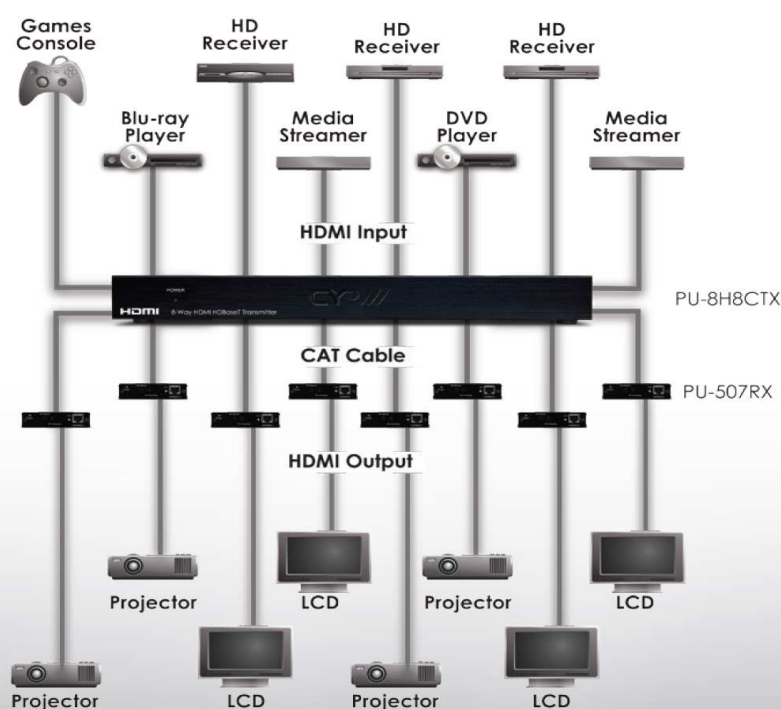 Games
Console
HD
Receiver
HD
Receiver
HD
Receiver
Blu-ray
Player
Media
Streamer
DVD
Player
Media
Streamer
HDMI Input
POWER
CYP
HDMI
8-Way HDMI HDBaseT Transmitter
PU-8H8CTX
CAT Cable
PU-507RX
HDMI Output
Projector
LCD
Projector
LCD
Projector
LCD
Projector
LCD